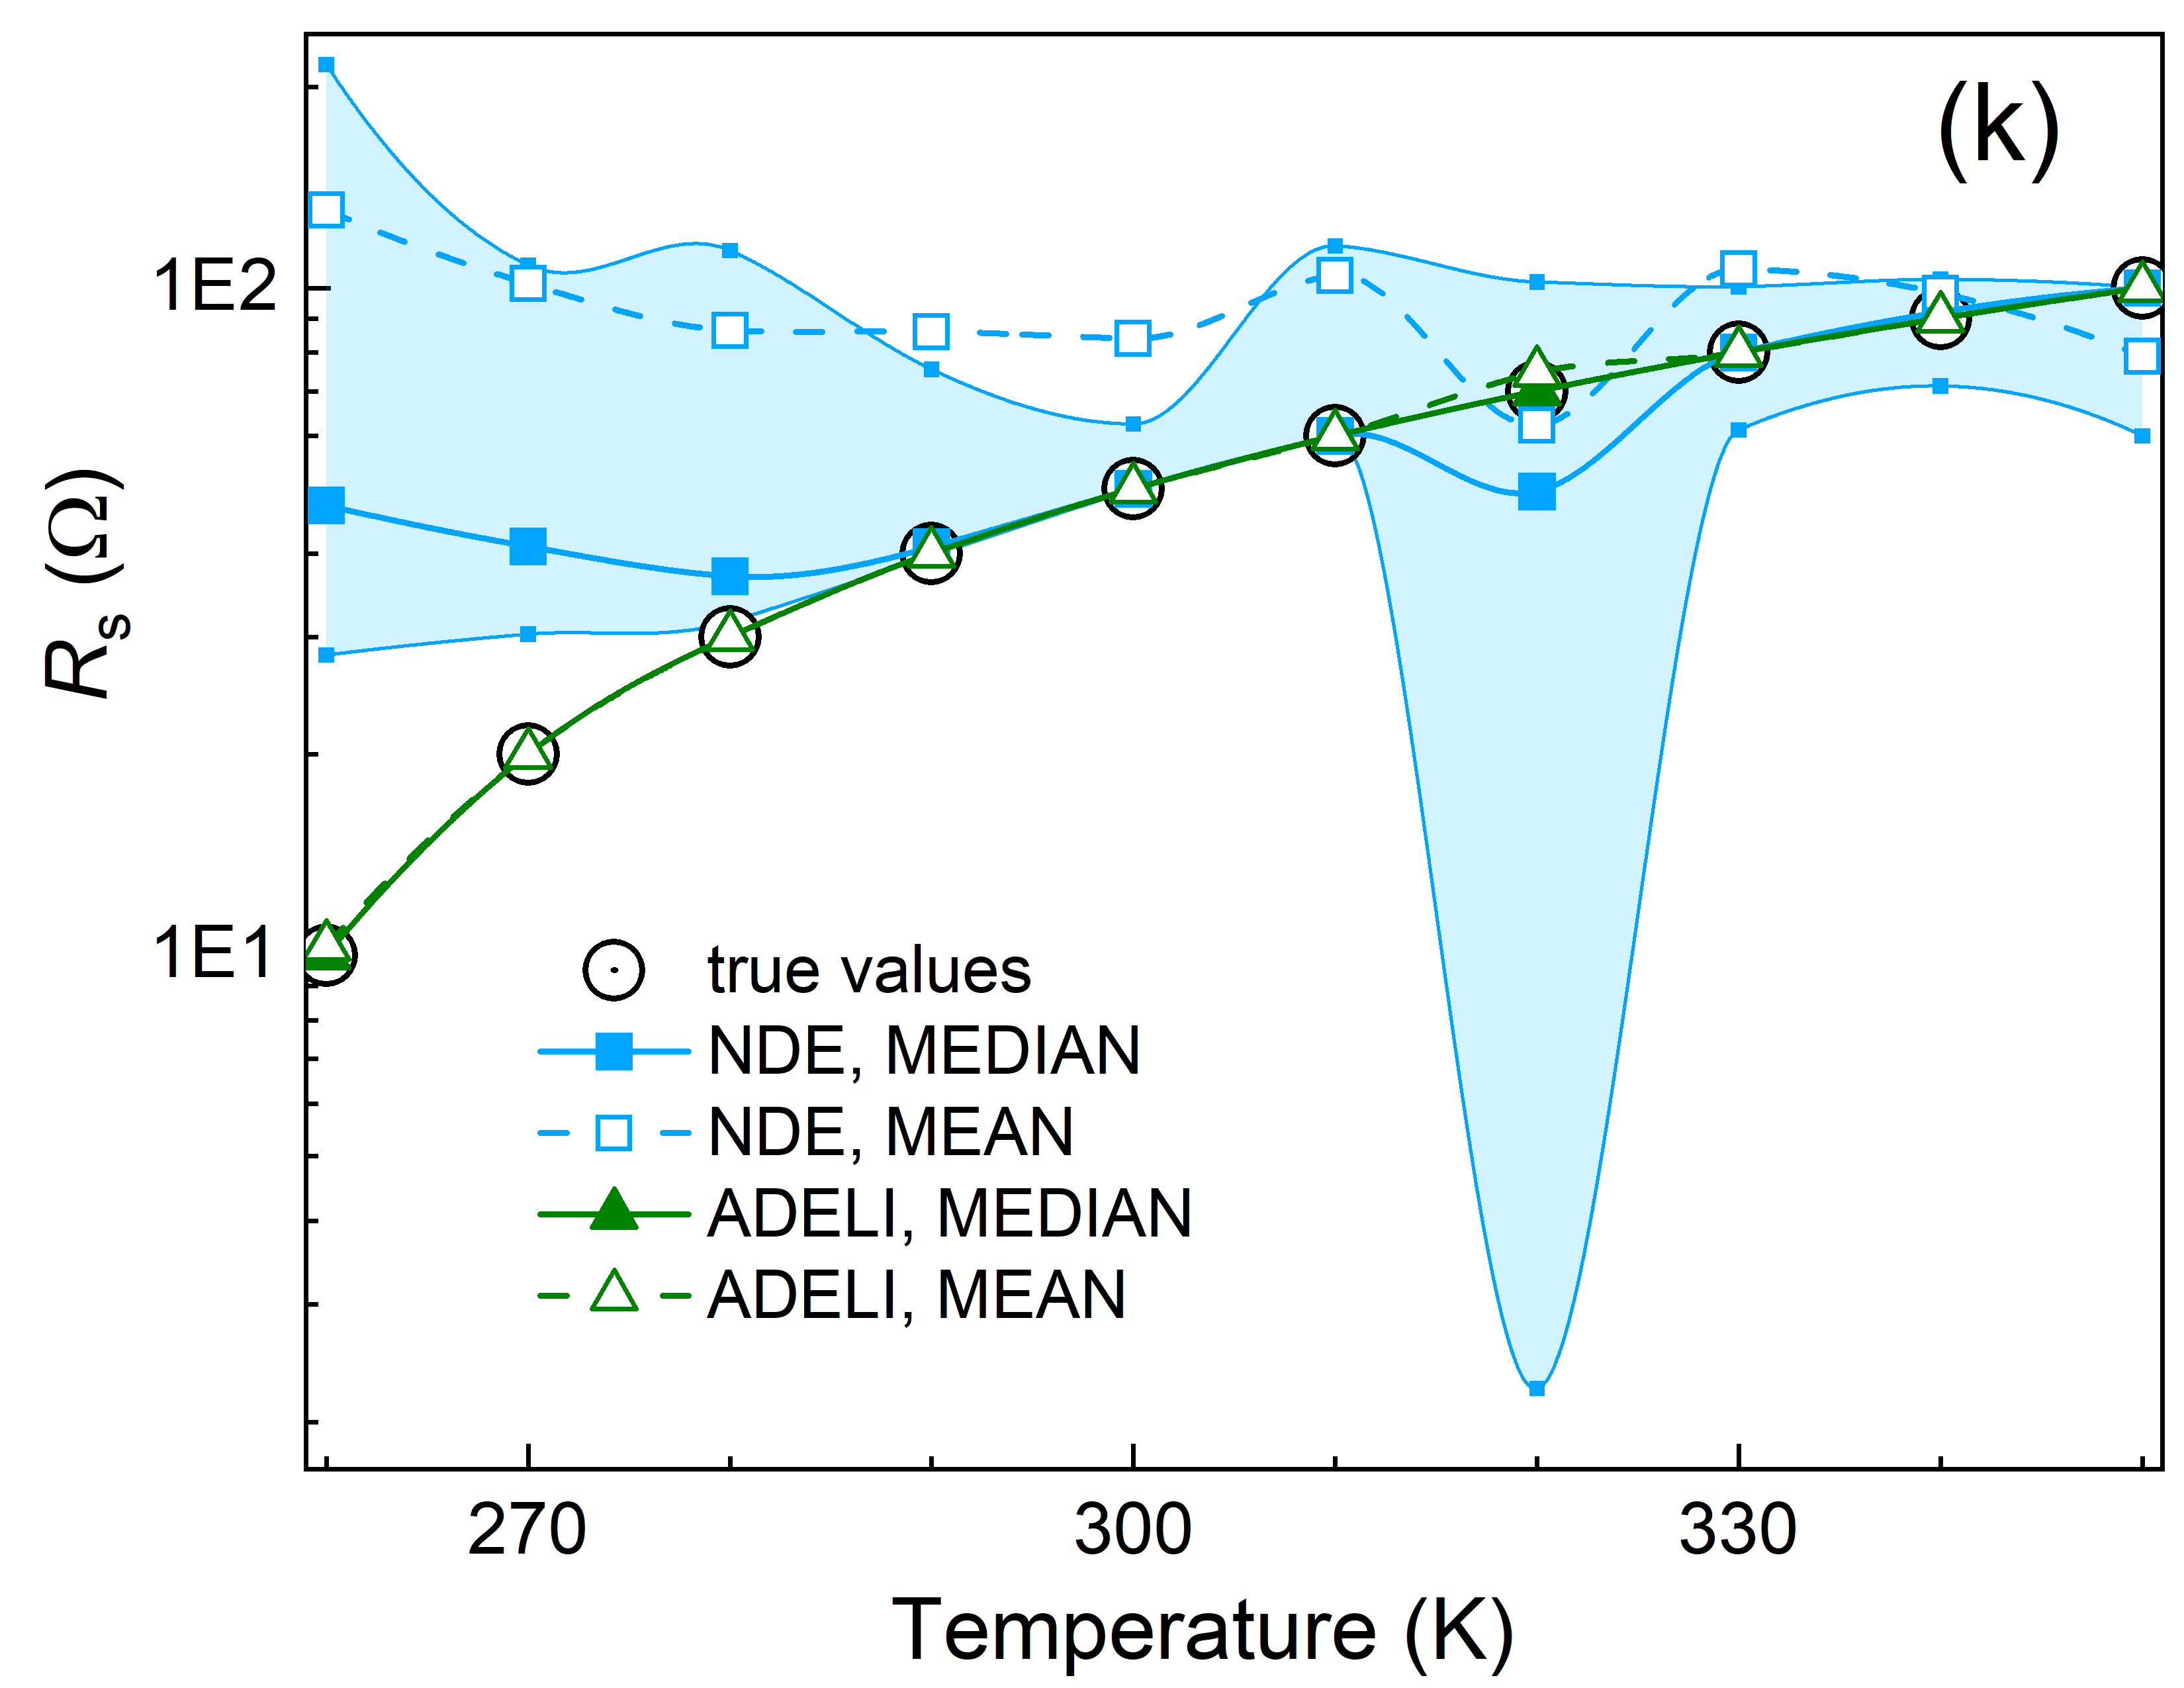 (k)
1E2
1E1
Rs (Ω)
true values
NDE, MEDIAN
NDE, MEAN
ADELI, MEDIAN
ADELI, MEAN
270 300 330
Temperature (K)